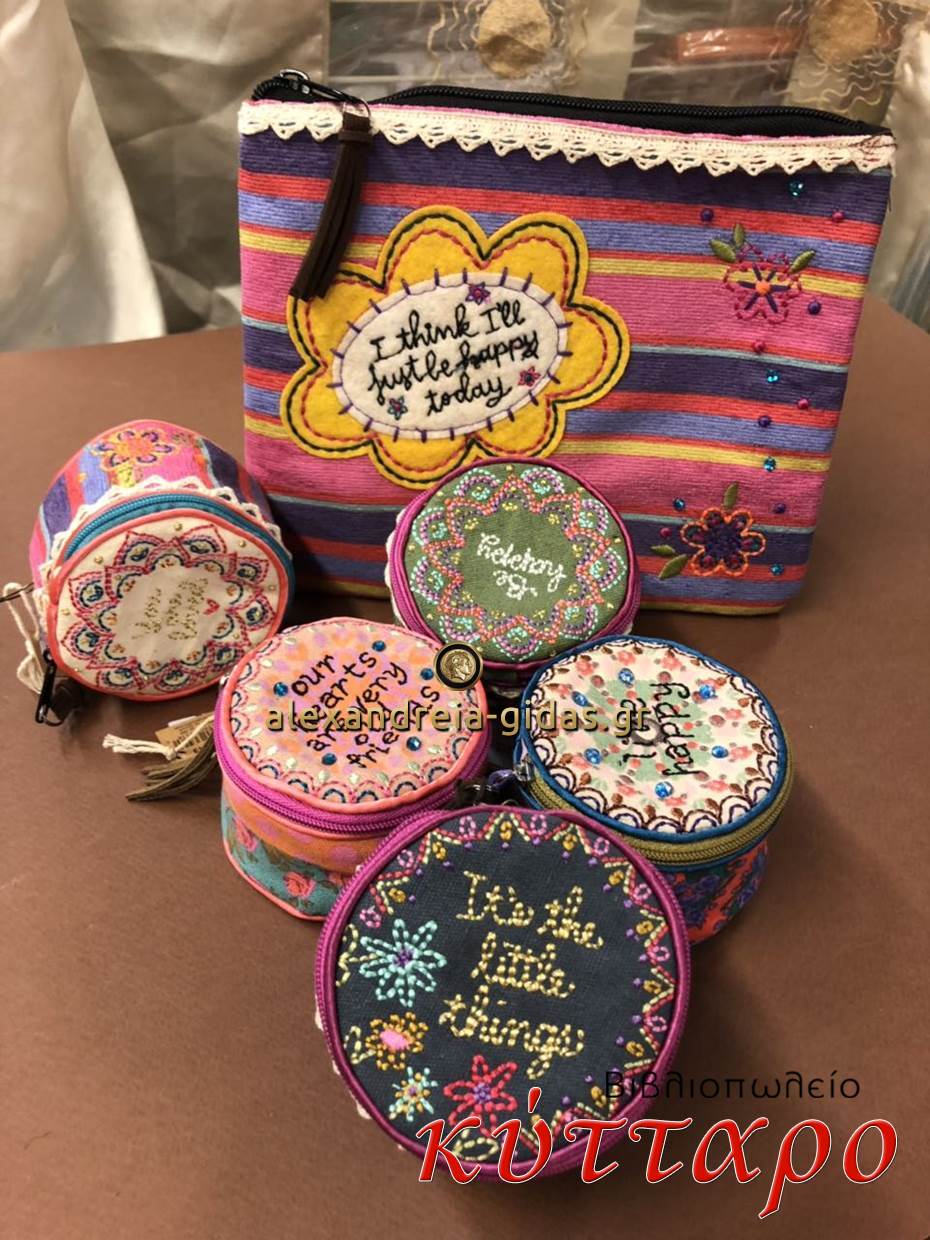 I think I'll
just be happy
today
our
hearts
are very
old
friends
alexandreia-gidas.gr
happy
It's the
little
things
Βιβλιοπωλείο
κύτταρο